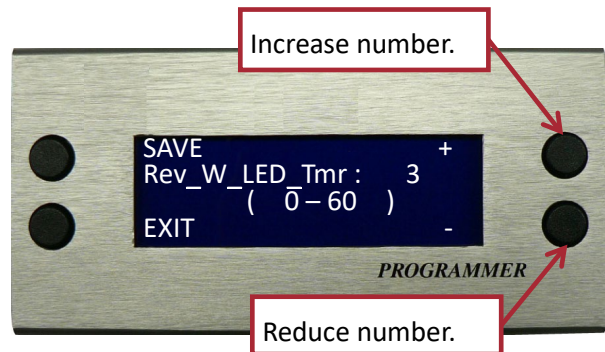 Increase number.
SAVE +
Rev_W_LED_Tmr : 3
( 0 – 60 )
EXIT -
PROGRAMMER
Reduce number.